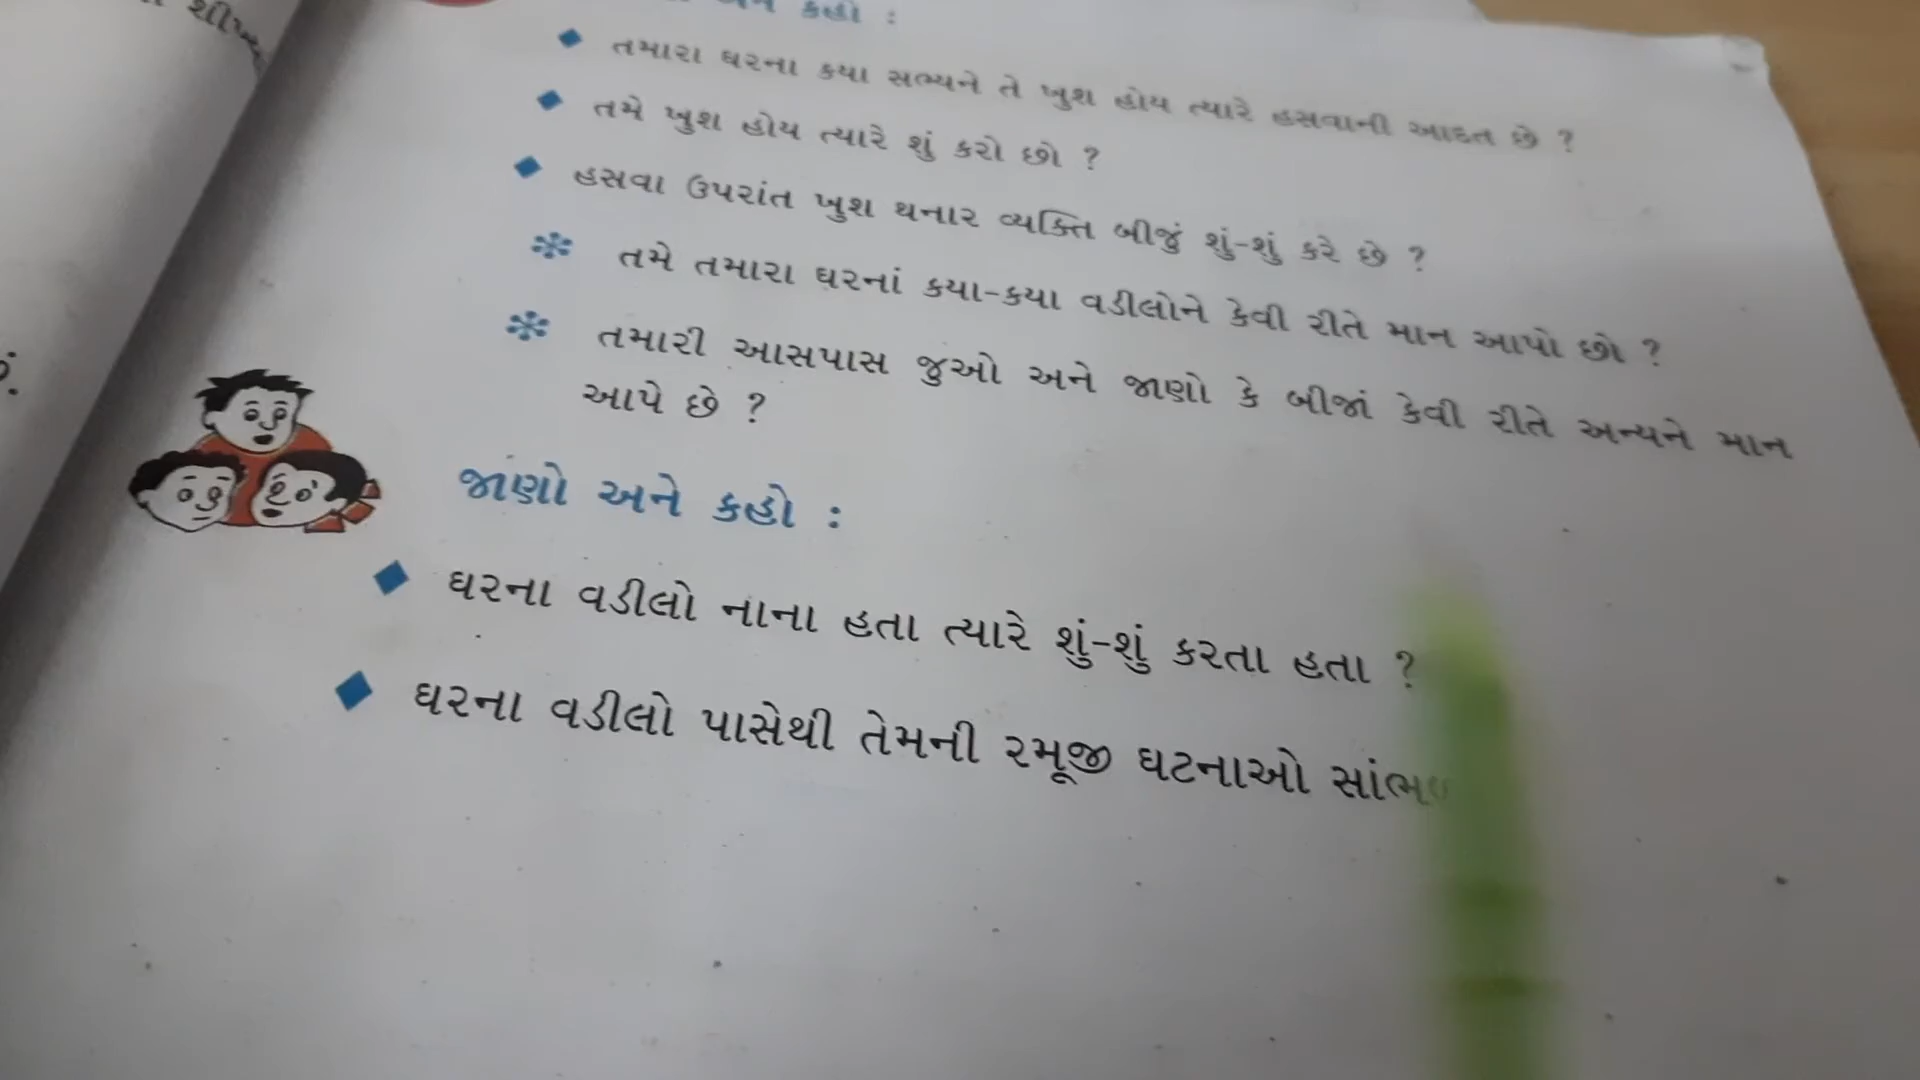 કહો :
તમારા ઘરના કયા સભ્યને તે ખુશ હોય ત્યારે હસવાની આદત છે ?
તમે ખુશ હોય ત્યારે શું કરો છો ?
હસવા ઉપરાંત ખુશ થનાર વ્યક્તિ બીજું શું-શું કરે છે ?
તમે તમારા ઘરનાં કયા-કયા વડીલોને કેવી રીતે માન આપો છો ?
તમારી આસપાસ જુઓ અને જાણો કે બીજાં કેવી રીતે અન્યને માન
આપે છે ?
જાણો અને કહો :
ઘરના વડીલો નાના હતા ત્યારે શું-શું કરતા હતા ?
ઘરના વડીલો પાસેથી તેમની રમૂજી ઘટનાઓ